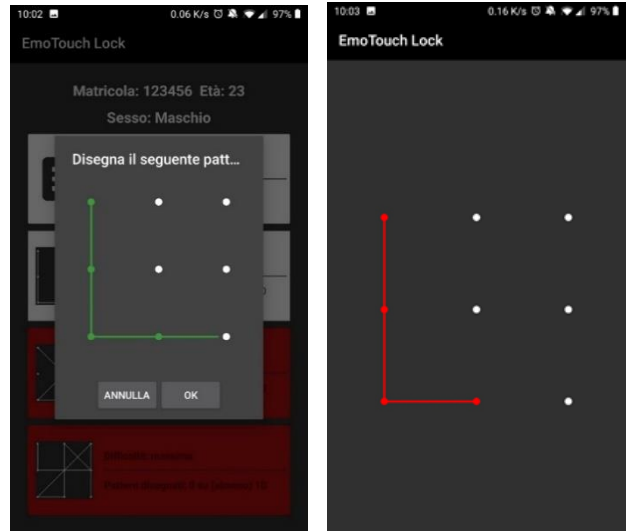 10:02 0.06 K/s 97%
EmoTouch Lock
Matricola: 123456 Età: 23
Sesso: Maschio
Disegna il seguente patt...
ANNULLA OK
10:03 0.16 K/s 97%
EmoTouch Lock